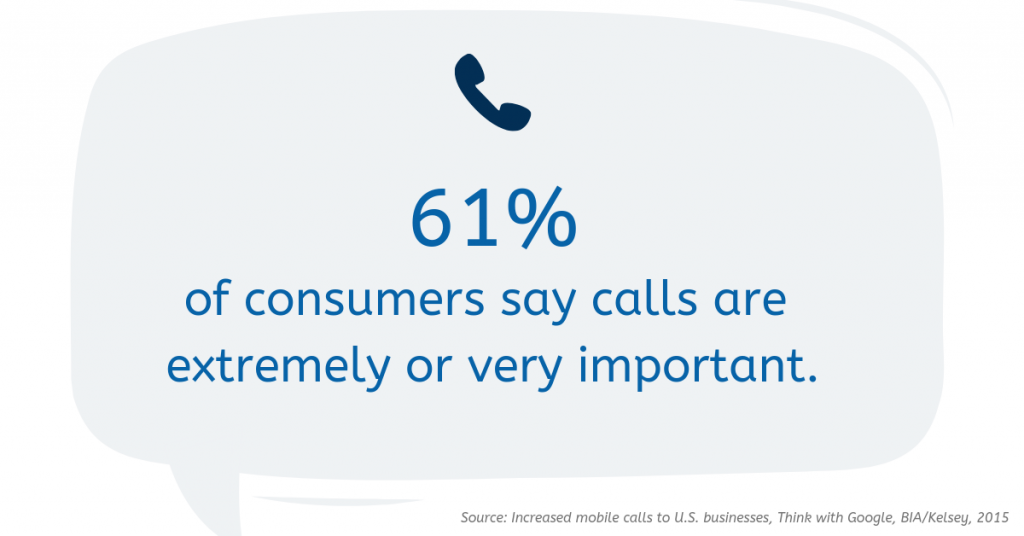 61%
of consumers say calls are
extremely or very important.
Source: Increased mobile calls to U.S. businesses, Think with Google, BIA/Kelsey, 2015